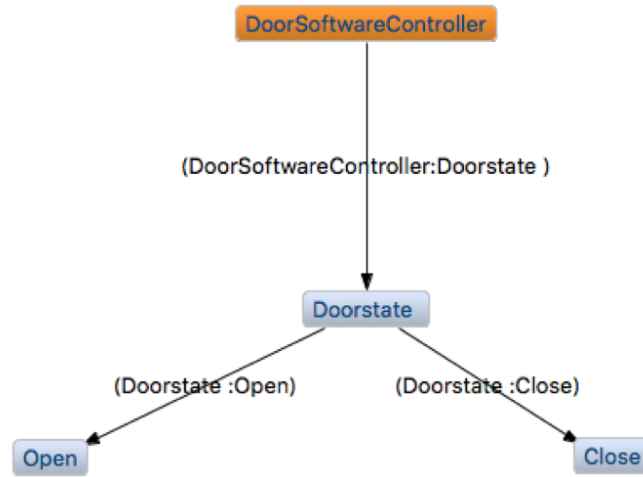 DoorSoftwareController
(DoorSoftwareController:Doorstate )
Doorstate
(Doorstate :Open)
(Doorstate :Close)
Open
Close